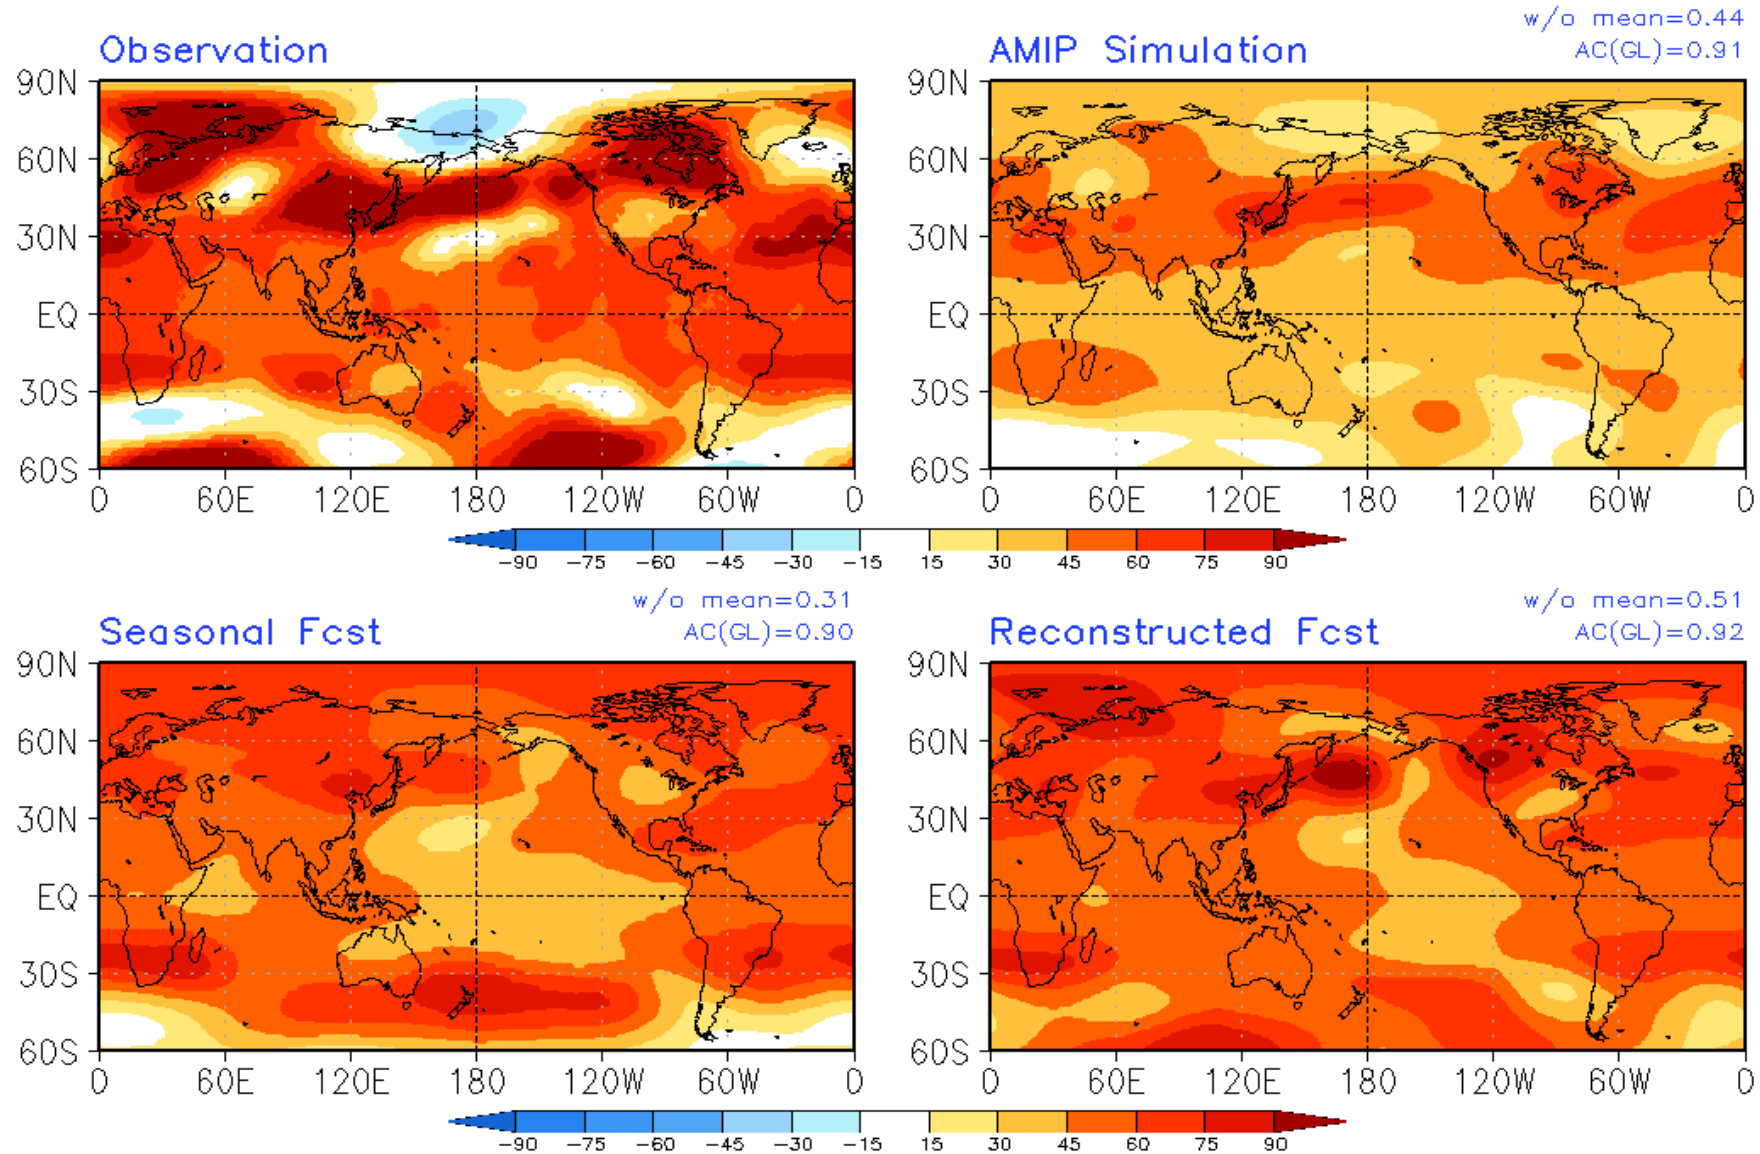 w/o mean=0.44
Observation
AMIP Simulation
AC(GL)=0.91
90N
60N
30N
EQ
30S
60S
0 60E 120E 180 120W 60W 0
90N
60N
30N
EQ
30S
60S
0 60E 120E 180 120W 60W 0
-90 -75 -60 -45 -30 -15 15 30 45 60 75 90
w/o mean=0.31
Seasonal Fcst
AC(GL)=0.90
w/o mean=0.51
Reconstructed Fcst
AC(GL)=0.92
90N
60N
30N
EQ
30S
60S
0 60E 120E 180 120W 60W 0
90N
60N
30N
EQ
30S
60S
0 60E 120E 180 120W 60W 0
-90 -75 -60 -45 -30 -15 15 30 45 60 75 90